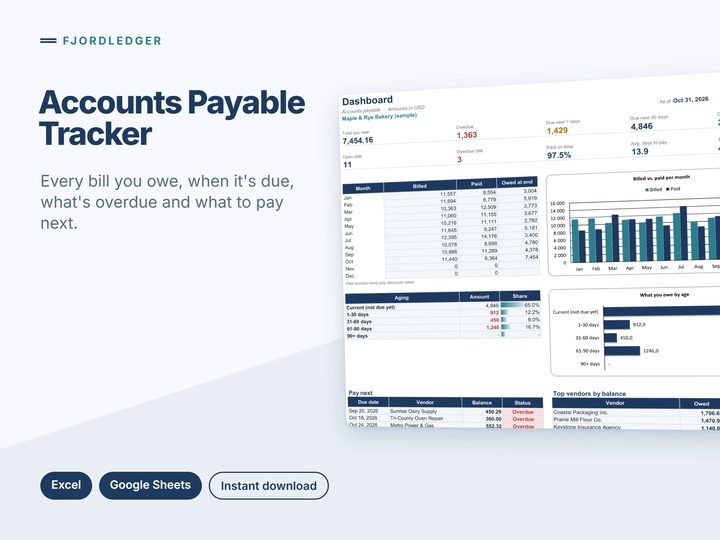 FJORDLEDGER
Accounts Payable
Tracker
Every bill you owe, when it's due,
what's overdue and what to pay
next.
Excel
Google Sheets
Instant download
Dashboard
Accounts payable Amounts in USD
Maple & Rye Bakery (sample)
As of Oct 31, 2026
Total you owe
7,454.16
Overdue
1,363
Due next 7 days
1,429
Due next 30 days
4,846
Open bills
11
Overdue bills
3
Paid on time
97.5%
Avg. days to pay
13.9
Month Billed Paid Owed at end
Jan 11,557 8,554 3,004
Feb 11,694 8,779 5,919
Mar 10,363 12,509 3,773
Apr 11,060 11,155 3,677
May 10,216 11,111 2,782
Jun 11,645 9,247 5,181
Jul 12,395 14,176 3,400
Aug 10,078 8,698 4,780
Sep 10,886 11,289 4,378
Oct 11,440 8,364 7,454
Nov 0 0
Dec 0 0
Billed vs. paid per month
Billed Paid
16 000
14 000
12 000
10 000
8 000
6 000
4 000
2 000
0
Jan Feb Mar Apr May Jun Jul Aug Sep
Aging Amount Share
Current (not due yet) 4,846 65.0%
1-30 days 912 12.2%
31-60 days 450 6.0%
61-90 days 1,246 16.7%
90+ days - -
What you owe by age
Current (not due yet)
1-30 days 912,0
31-60 days 450,0
61-90 days 1246,0
90+ days -
Pay next
Due date Vendor Balance Status
Sep 20, 2026 Sunrise Dairy Supply 450.29 Overdue
Oct 18, 2026 Tri-County Oven Repair 360.00 Overdue
Oct 24, 2026 Metro Power & Gas 552.32 Overdue
Top vendors by balance
Vendor Owed
Coastal Packaging Inc. 1,706.6
Prairie Mill Flour Co. 1,470.9
Keystone Insurance Agency 1,140.0